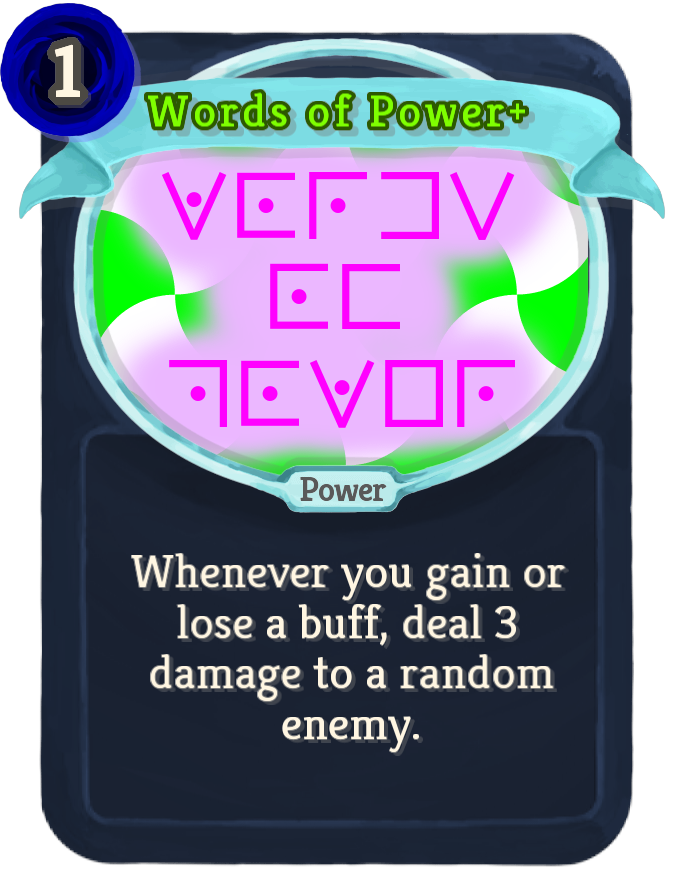 1
Words of Power+
Power
Whenever you gain or
lose a buff, deal 3
damage to a random
enemy.